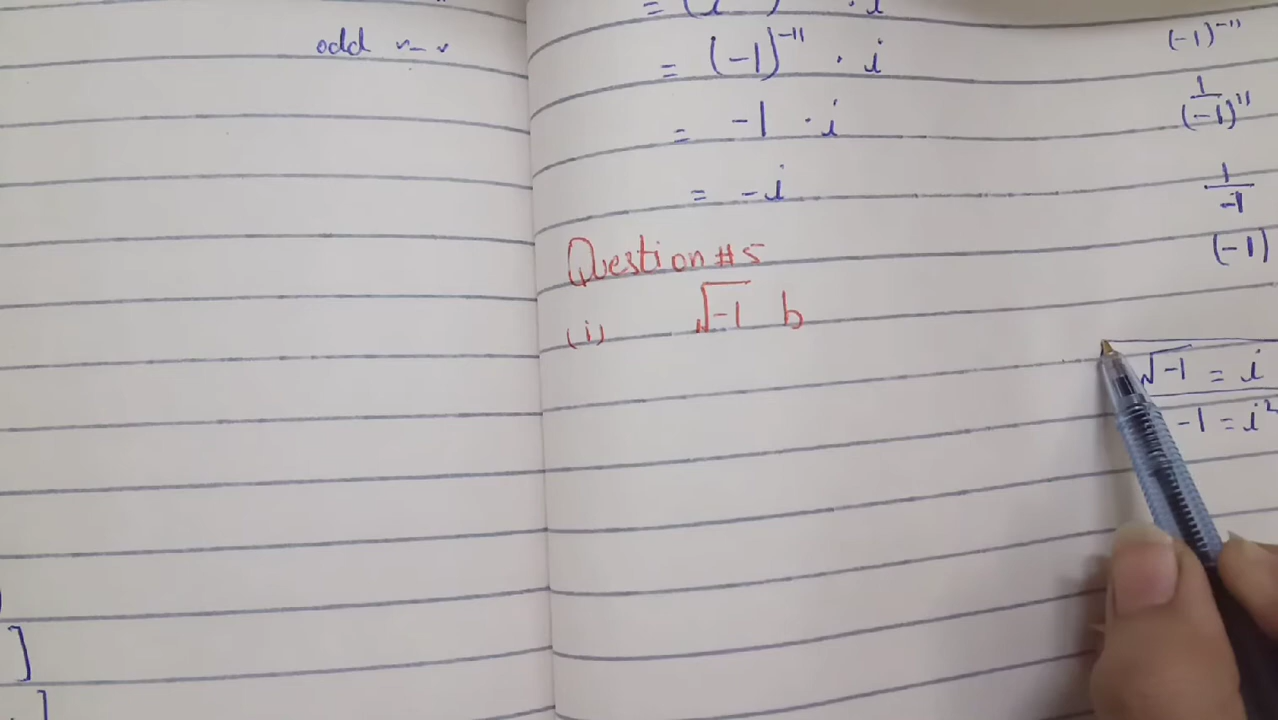 odd
= (-1)^-11 · i
= -1 · i
= -i
(-1)^-11
1/(-1)^11
1/-1
(-1)
Question #5
(i) √-1 b
√-1 = i
-1 = i²
]
]